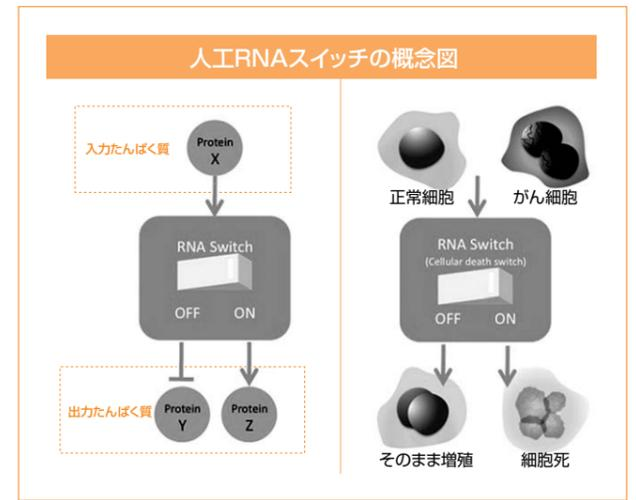 人工RNAスイッチの概念図
入力たんぱく質
Protein
X
RNA Switch
OFF ON
出力たんぱく質
Protein
Y
Protein
Z
正常細胞 がん細胞
RNA Switch
(Cellular death switch)
OFF ON
そのまま増殖 細胞死